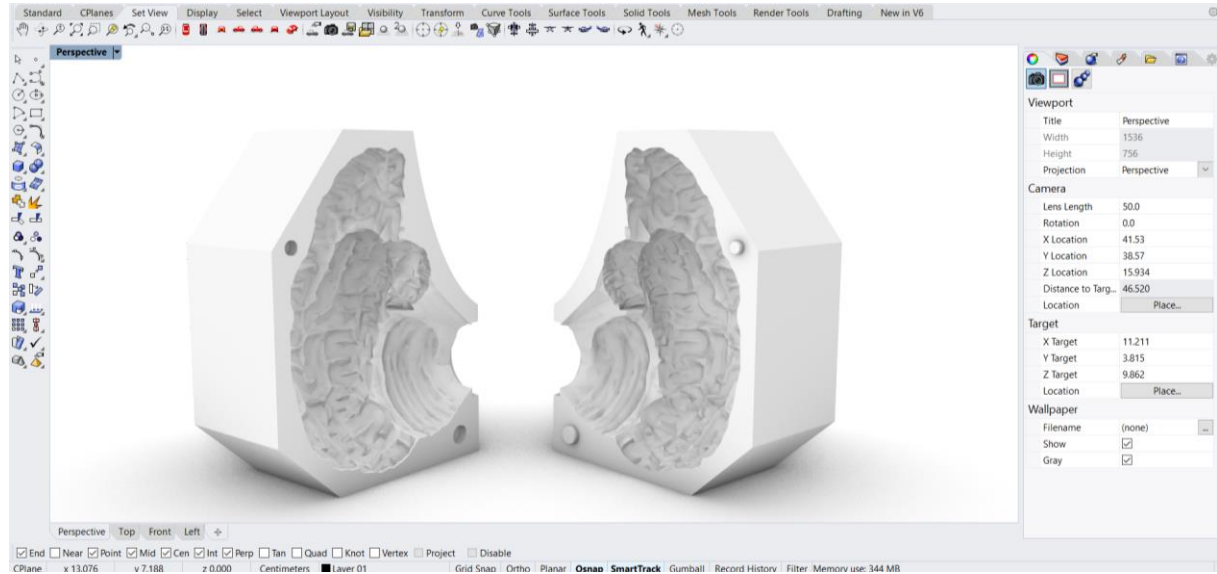 Standard CPlanes Set View Display Select Viewport Layout Visibility Transform Curve Tools Surface Tools Solid Tools Mesh Tools Render Tools Drafting New in V6
Perspective
Viewport
Title Perspective
Width 1536
Height 756
Projection Perspective
Camera
Lens Length 50.0
Rotation 0.0
X Location 41.53
Y Location 38.57
Z Location 15.934
Distance to Targ... 46.520
Location Place...
Target
X Target 11.211
Y Target 3.815
Z Target 9.862
Location Place...
Wallpaper
Filename (none) ...
Show
Gray
Perspective Top Front Left
End Near Point Mid Cen Int Perp Tan Quad Knot Vertex Project Disable
CPlane x 13.076 y 7.188 z 0.000 Centimeters Layer 01 Grid Snap Ortho Planar Osnap SmartTrack Gumball Record History Filter Memory use: 344 MB